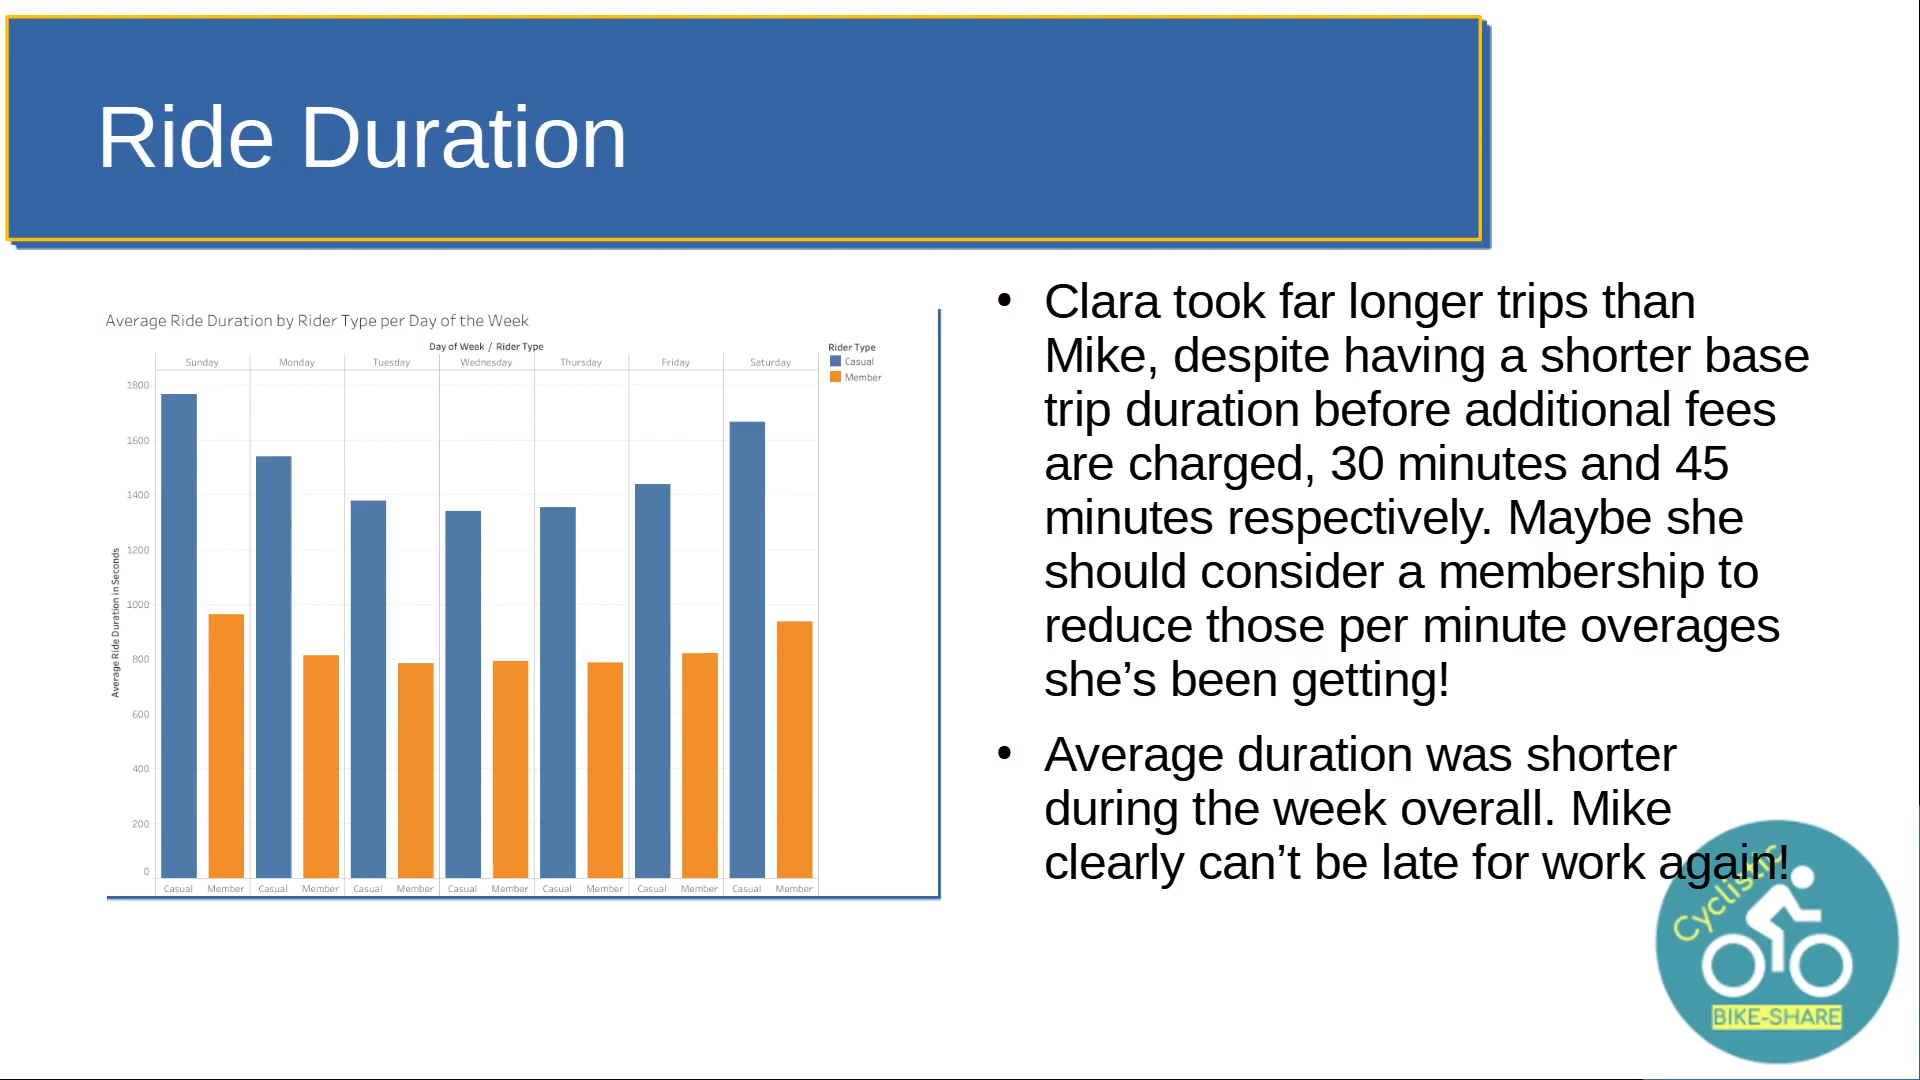 Ride Duration
Average Ride Duration by Rider Type per Day of the Week
Day of Week / Rider Type
Sunday Monday Tuesday Wednesday Thursday Friday Saturday
Rider Type
Casual
Member
1800
1600
1400
1200
1000
800
600
400
200
0
Average Ride Duration in Seconds
Casual Member Casual Member Casual Member Casual Member Casual Member Casual Member Casual Member
• Clara took far longer trips than
Mike, despite having a shorter base
trip duration before additional fees
are charged, 30 minutes and 45
minutes respectively. Maybe she
should consider a membership to
reduce those per minute overages
she’s been getting!
• Average duration was shorter
during the week overall. Mike
clearly can’t be late for work again!
Cyclistic
BIKE-SHARE